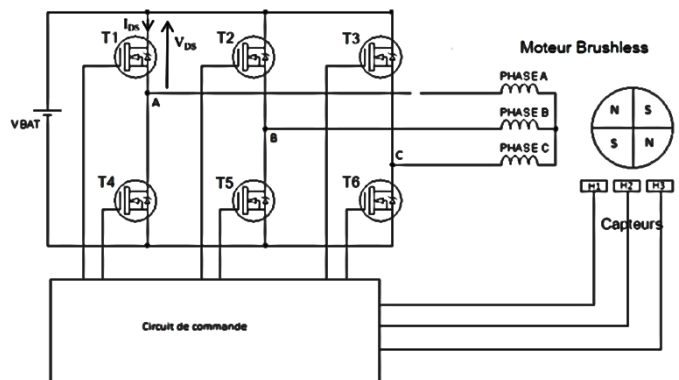 IDS
T1
VDS
T2
T3
Moteur Brushless
PHASE A
A
N S
VBAT
PHASE B
B
S N
PHASE C
C
T4
T5
T6
H1 H2 H3
Capteurs
Circuit de commande